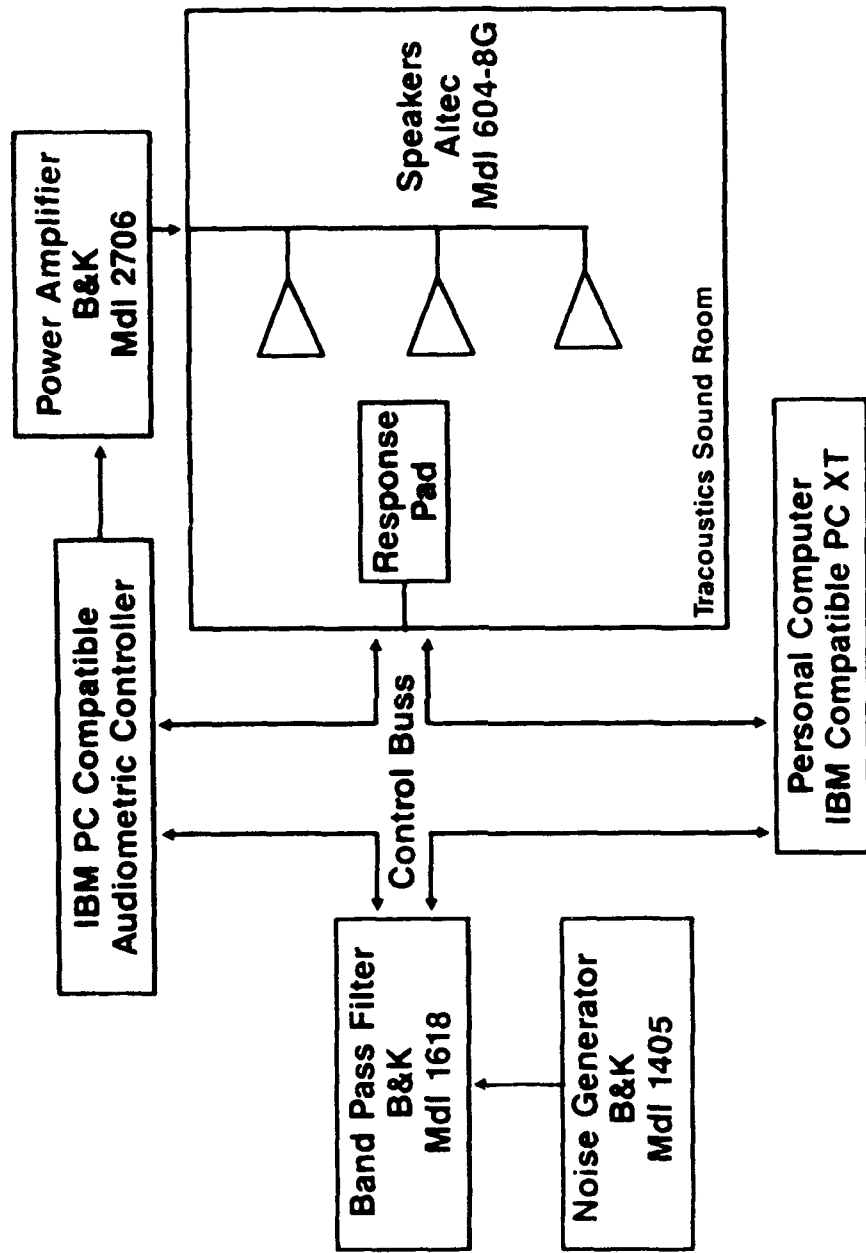 IBM PC Compatible
Audiometric Controller
Power Amplifier
B&K
Mdl 2706
Band Pass Filter
B&K
Mdl 1618
Control Buss
Response
Pad
Speakers
Altec
Mdl 604-8G
Noise Generator
B&K
Mdl 1405
Tracoustics Sound Room
Personal Computer
IBM Compatible PC XT